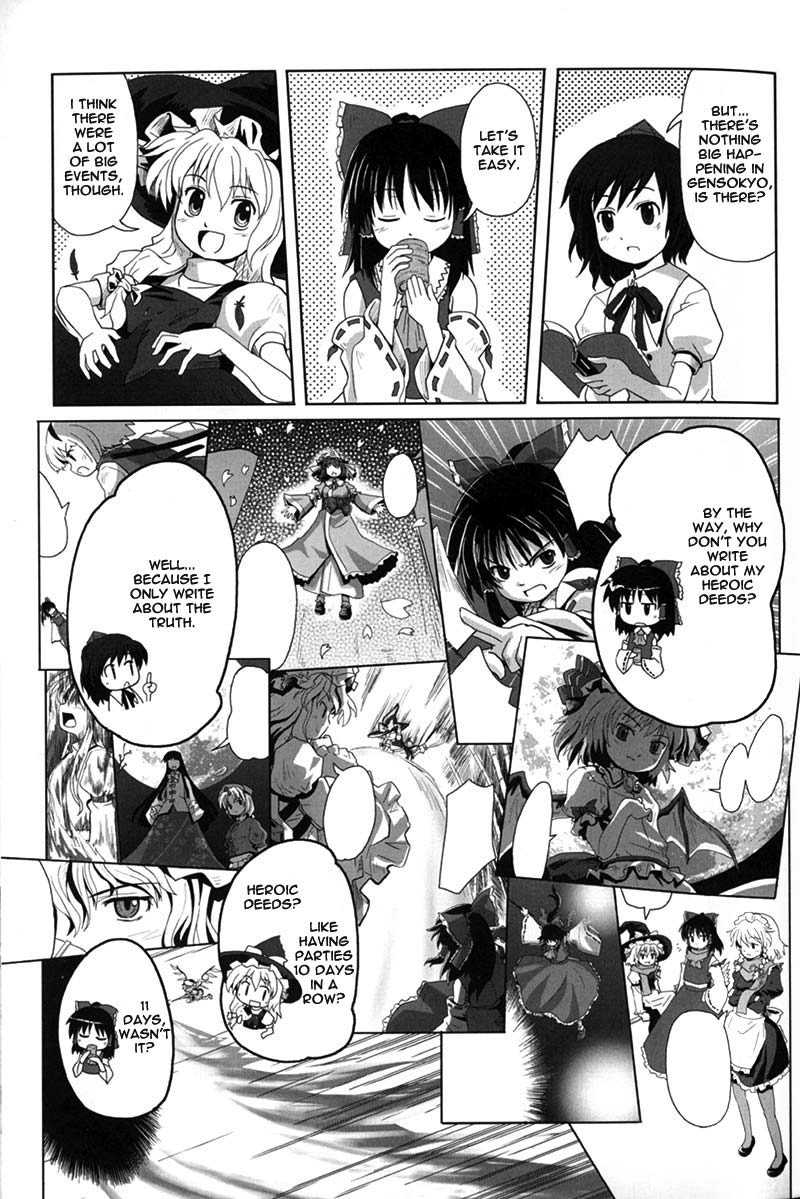 BUT...
THERE'S
NOTHING
BIG HAP-
PENING IN
GENSOKYO,
IS THERE?
LET'S
TAKE IT
EASY.
I THINK
THERE
WERE
A LOT
OF BIG
EVENTS,
THOUGH.
BY THE
WAY, WHY
DON'T YOU
WRITE
ABOUT MY
HEROIC
DEEDS?
WELL...
BECAUSE I
ONLY WRITE
ABOUT THE
TRUTH.
HEROIC
DEEDS?
LIKE
HAVING
PARTIES
10 DAYS
IN A
ROW?
11
DAYS,
WASN'T
IT?